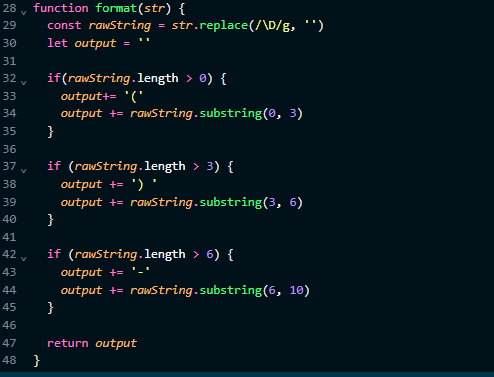 28 function format(str) {
29   const rawString = str.replace(/\D/g, '')
30   let output = ''
31
32   if(rawString.length > 0) {
33     output+= '('
34     output += rawString.substring(0, 3)
35   }
36
37   if (rawString.length > 3) {
38     output += ') '
39     output += rawString.substring(3, 6)
40   }
41
42   if (rawString.length > 6) {
43     output += '-'
44     output += rawString.substring(6, 10)
45   }
46
47   return output
48 }